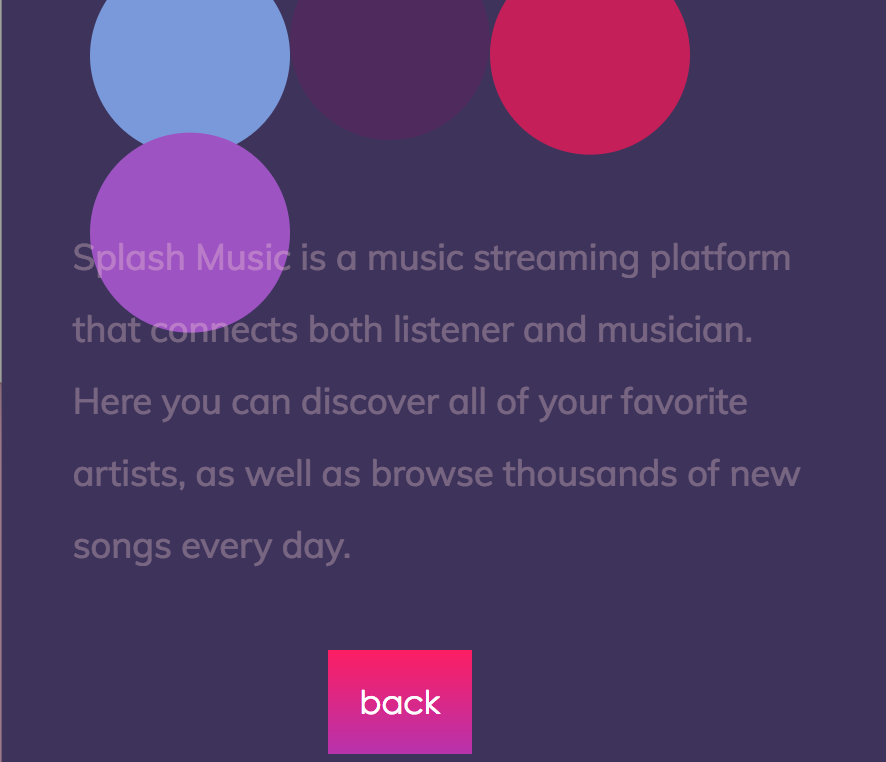 Splash Music is a music streaming platform
that connects both listener and musician.
Here you can discover all of your favorite
artists, as well as browse thousands of new
songs every day.
back